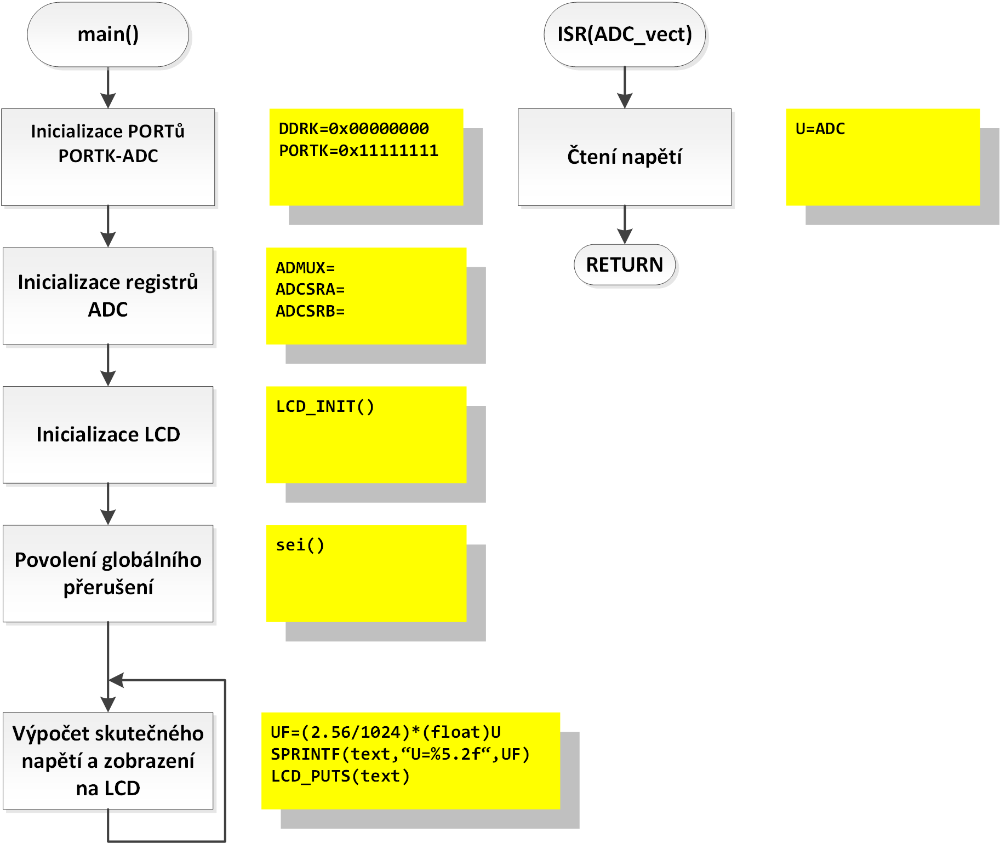 main()
Inicializace PORTů
PORTK-ADC
DDRK=0x00000000
PORTK=0x11111111
Inicializace registrů
ADC
ADMUX=
ADCSRA=
ADCSRB=
Inicializace LCD
LCD_INIT()
Povolení globálního
přerušení
sei()
Výpočet skutečného
napětí a zobrazení
na LCD
UF=(2.56/1024)*(float)U
SPRINTF(text,“U=%5.2f“,UF)
LCD_PUTS(text)
ISR(ADC_vect)
Čtení napětí
U=ADC
RETURN